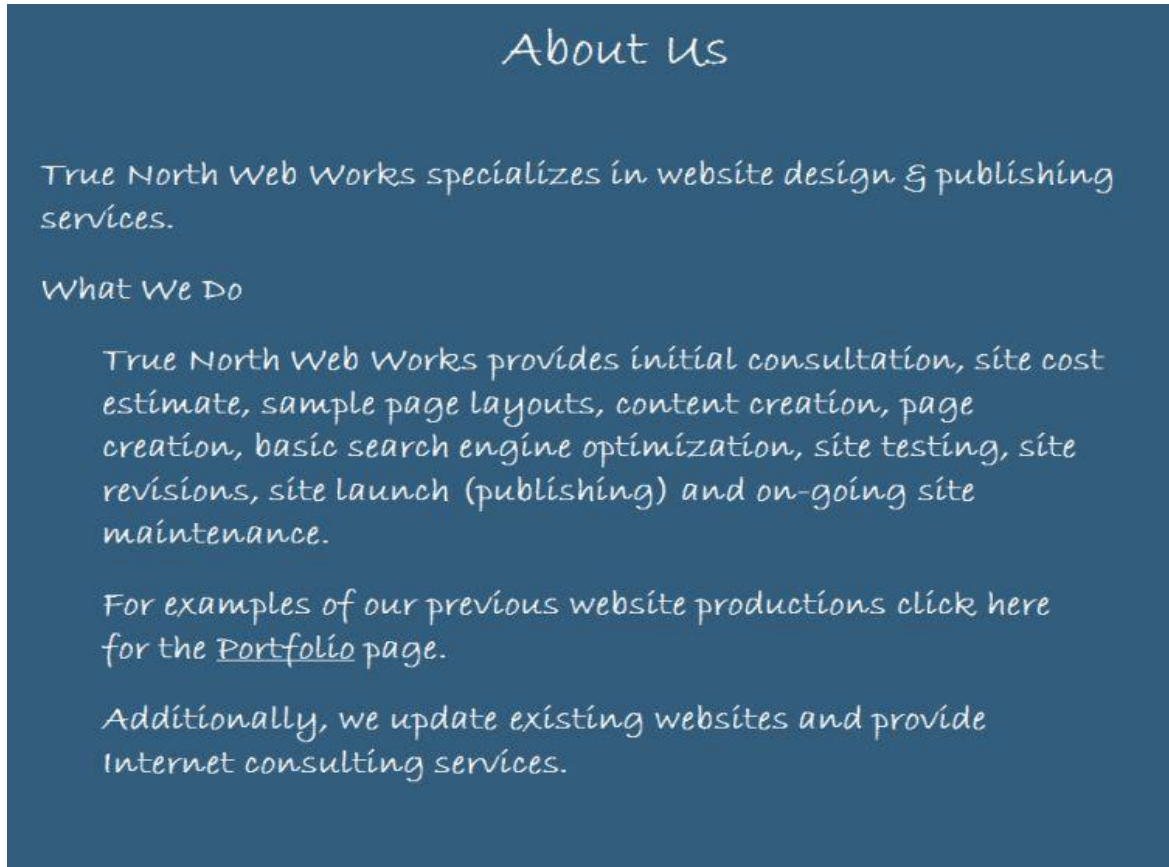 About Us
True North Web Works specializes in website design & publishing
services.
What We Do
True North Web Works provides initial consultation, site cost
estimate, sample page layouts, content creation, page
creation, basic search engine optimization, site testing, site
revisions, site launch (publishing) and on-going site
maintenance.
For examples of our previous website productions click here
for the Portfolio page.
Additionally, we update existing websites and provide
Internet consulting services.